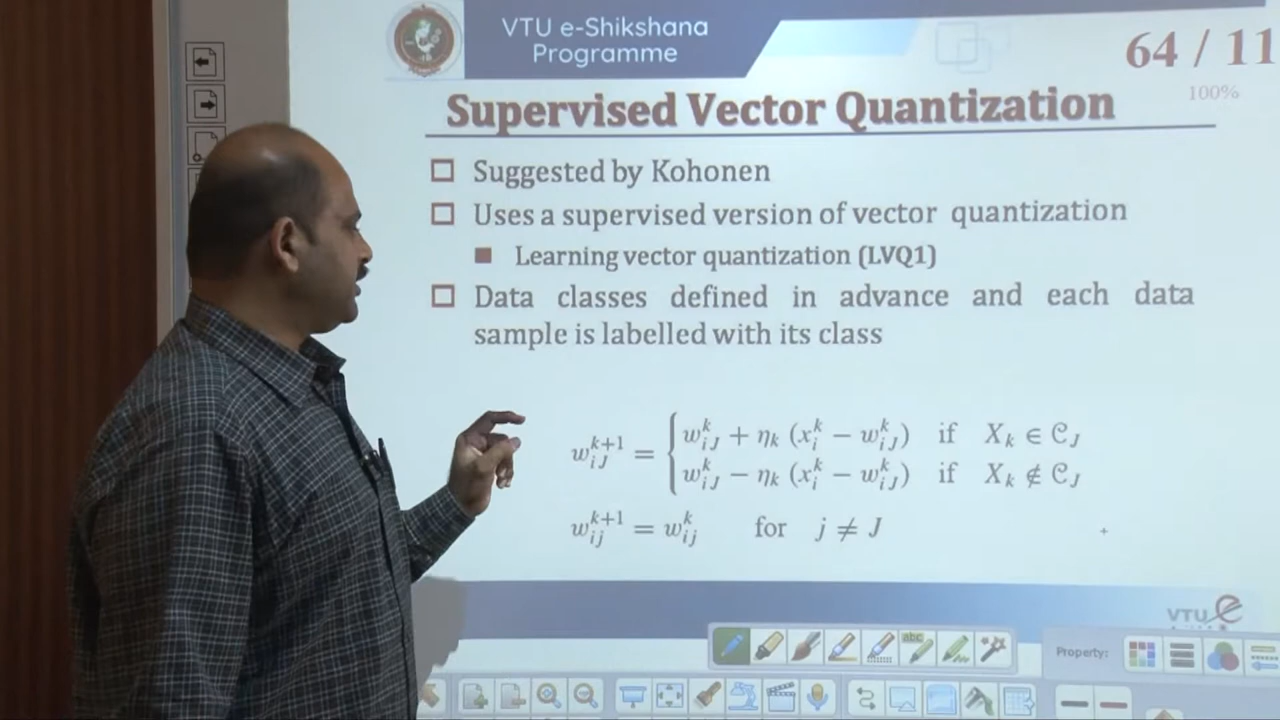 VTU e-Shikshana
Programme
64 / 11
100%
Supervised Vector Quantization
Suggested by Kohonen
Uses a supervised version of vector quantization
Learning vector quantization (LVQ1)
Data classes defined in advance and each data
sample is labelled with its class
w_{iJ}^{k+1} = { w_{iJ}^k + η_k (x_i^k − w_{iJ}^k) if X_k ∈ C_J
w_{iJ}^k − η_k (x_i^k − w_{iJ}^k) if X_k ∉ C_J
w_{ij}^{k+1} = w_{ij}^k for j ≠ J
VTU e
abc
Property: